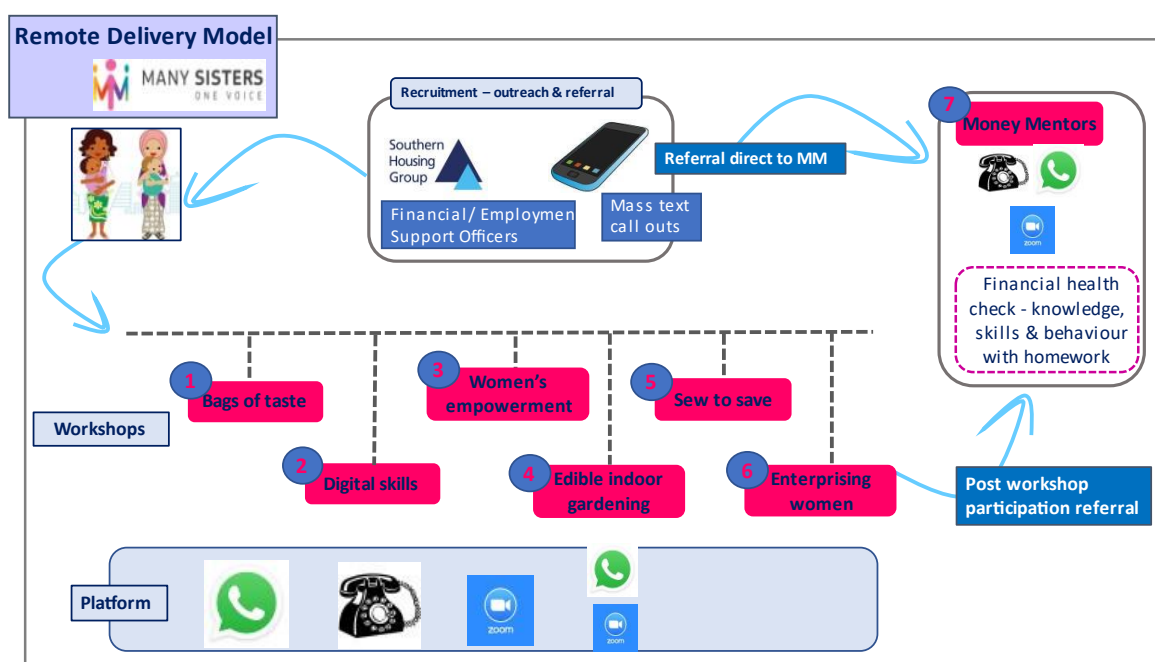 Remote Delivery Model
MANY SISTERS
ONE VOICE
Recruitment – outreach & referral
Southern
Housing
Group
Financial/ Employmen
Support Officers
Mass text
call outs
Referral direct to MM
7
Money Mentors
zoom
Financial health
check - knowledge,
skills & behaviour
with homework
Workshops
1
Bags of taste
2
Digital skills
3
Women's
empowerment
4
Edible indoor
gardening
5
Sew to save
6
Enterprising
women
Post workshop
participation referral
Platform
zoom
zoom